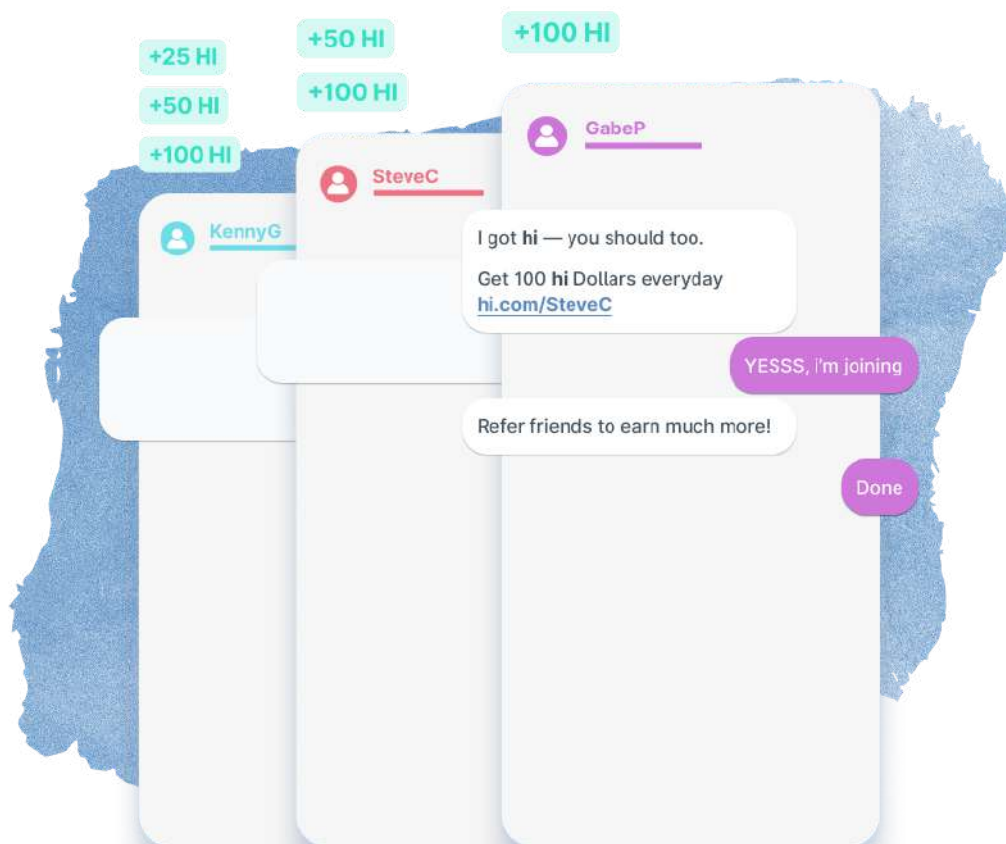 +25 HI
+50 HI
+100 HI
KennyG
+50 HI
+100 HI
SteveC
+100 HI
GabeP
I got hi — you should too.
Get 100 hi Dollars everyday
hi.com/SteveC
YESSS, i'm joining
Refer friends to earn much more!
Done